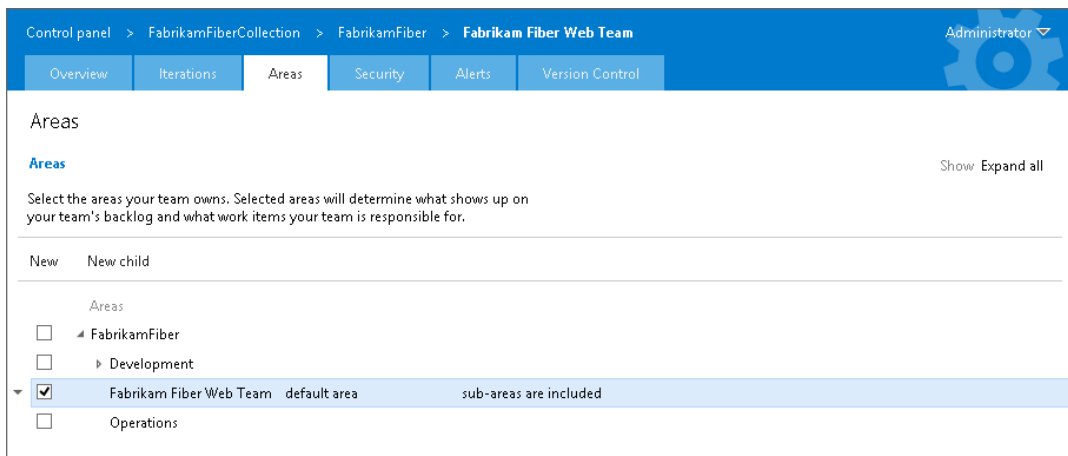 Control panel > FabrikamFiberCollection > FabrikamFiber > Fabrikam Fiber Web Team Administrator
Overview Iterations Areas Security Alerts Version Control
Areas
Areas Show Expand all
Select the areas your team owns. Selected areas will determine what shows up on
your team's backlog and what work items your team is responsible for.
New New child
Areas
FabrikamFiber
Development
Fabrikam Fiber Web Team default area sub-areas are included
Operations